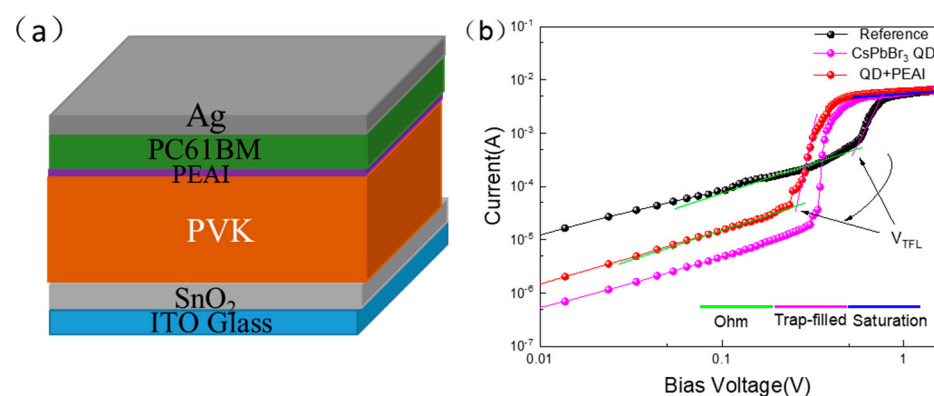 (a)
Ag
PC61BM
PEAI
PVK
SnO₂
ITO Glass
(b)
Reference
CsPbBr₃ QD
QD+PEAI
Current(A)
10⁻¹
10⁻²
10⁻³
10⁻⁴
10⁻⁵
10⁻⁶
10⁻⁷
V_TFL
Ohm Trap-filled Saturation
0.01 0.1 1
Bias Voltage(V)